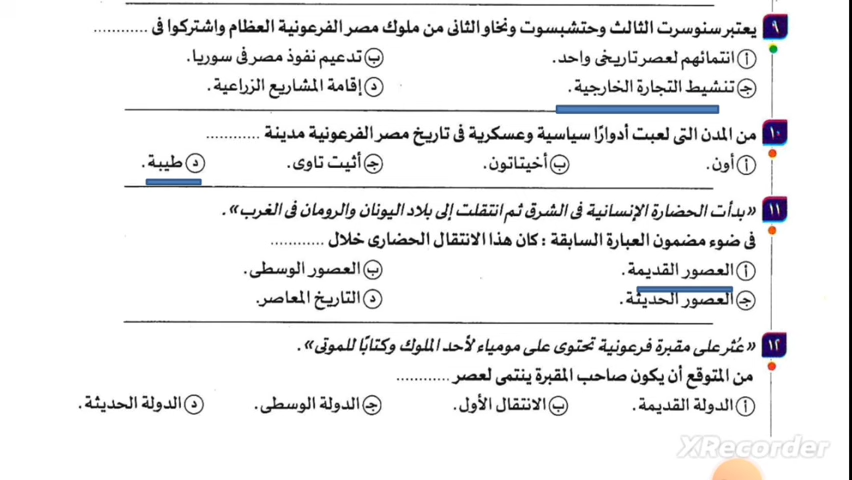 ٩ يعتبر سنوسرت الثالث وحتشبسوت ونخاو الثانى من ملوك مصر الفرعونية العظام واشتركوا فى ............
أ انتمائهم لعصر تاريخى واحد. ب تدعيم نفوذ مصر فى سوريا.
ج تنشيط التجارة الخارجية. د إقامة المشاريع الزراعية.
١٠ من المدن التى لعبت أدوارًا سياسية وعسكرية فى تاريخ مصر الفرعونية مدينة ............
أ أون. ب أخيتاتون. ج أثيت تاوى. د طيبة.
١١ «بدأت الحضارة الإنسانية فى الشرق ثم انتقلت إلى بلاد اليونان والرومان فى الغرب».
فى ضوء مضمون العبارة السابقة : كان هذا الانتقال الحضارى خلال ............
أ العصور القديمة. ب العصور الوسطى.
ج العصور الحديثة. د التاريخ المعاصر.
١٢ «عُثر على مقبرة فرعونية تحتوى على مومياء لأحد الملوك وكتابًا للموتى».
من المتوقع أن يكون صاحب المقبرة ينتمى لعصر ............
أ الدولة القديمة. ب الانتقال الأول. ج الدولة الوسطى. د الدولة الحديثة.
XRecorder